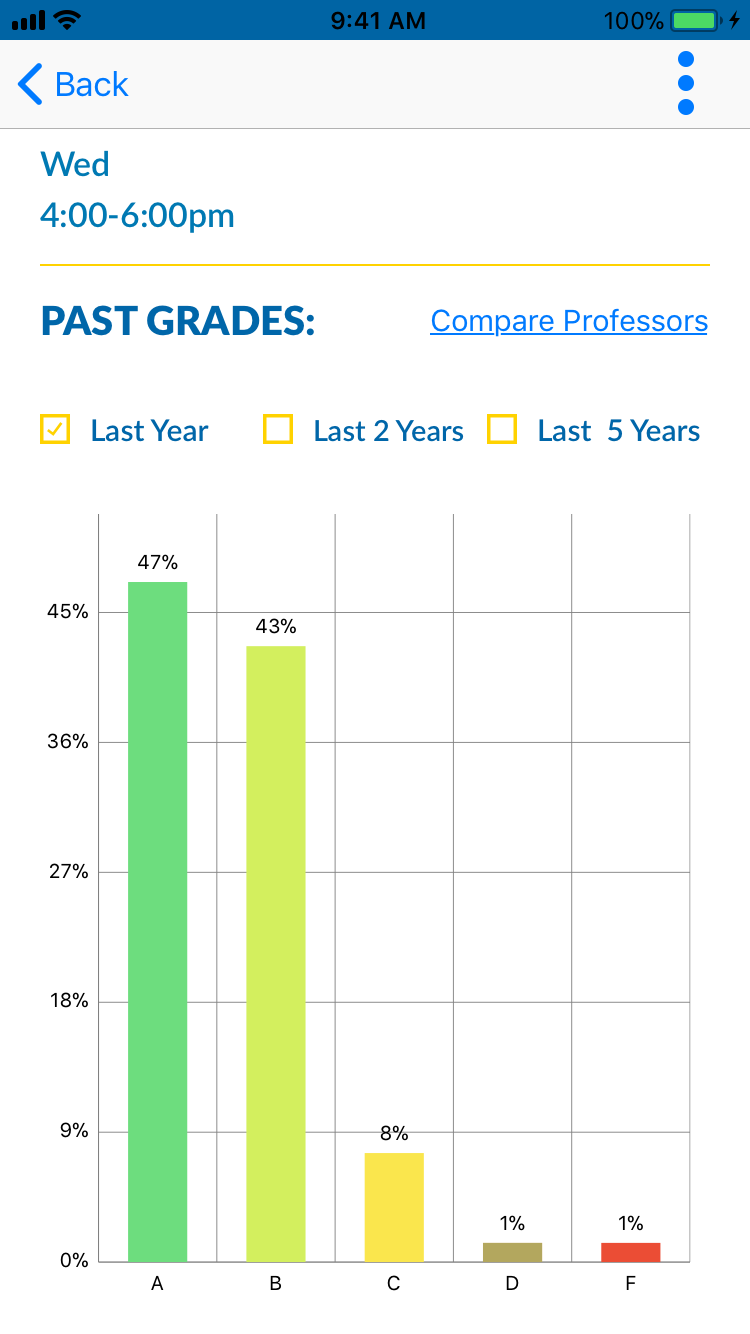 9:41 AM 100%
Back
Wed
4:00-6:00pm
PAST GRADES: Compare Professors
Last Year Last 2 Years Last 5 Years
47%
45%
43%
36%
27%
18%
9% 8%
1% 1%
0%
A B C D F